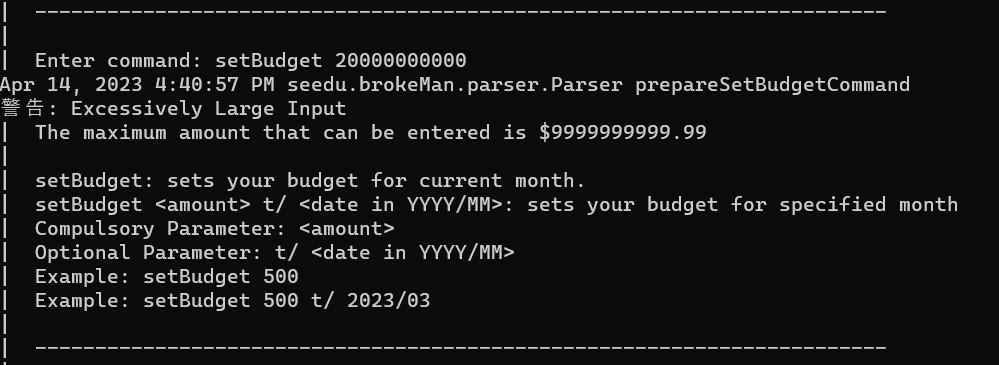 | -----------------------------------------------------------------------
|
| Enter command: setBudget 20000000000
Apr 14, 2023 4:40:57 PM seedu.brokeMan.parser.Parser prepareSetBudgetCommand
警告: Excessively Large Input
| The maximum amount that can be entered is $9999999999.99
|
| setBudget: sets your budget for current month.
| setBudget <amount> t/ <date in YYYY/MM>: sets your budget for specified month
| Compulsory Parameter: <amount>
| Optional Parameter: t/ <date in YYYY/MM>
| Example: setBudget 500
| Example: setBudget 500 t/ 2023/03
|
| -----------------------------------------------------------------------